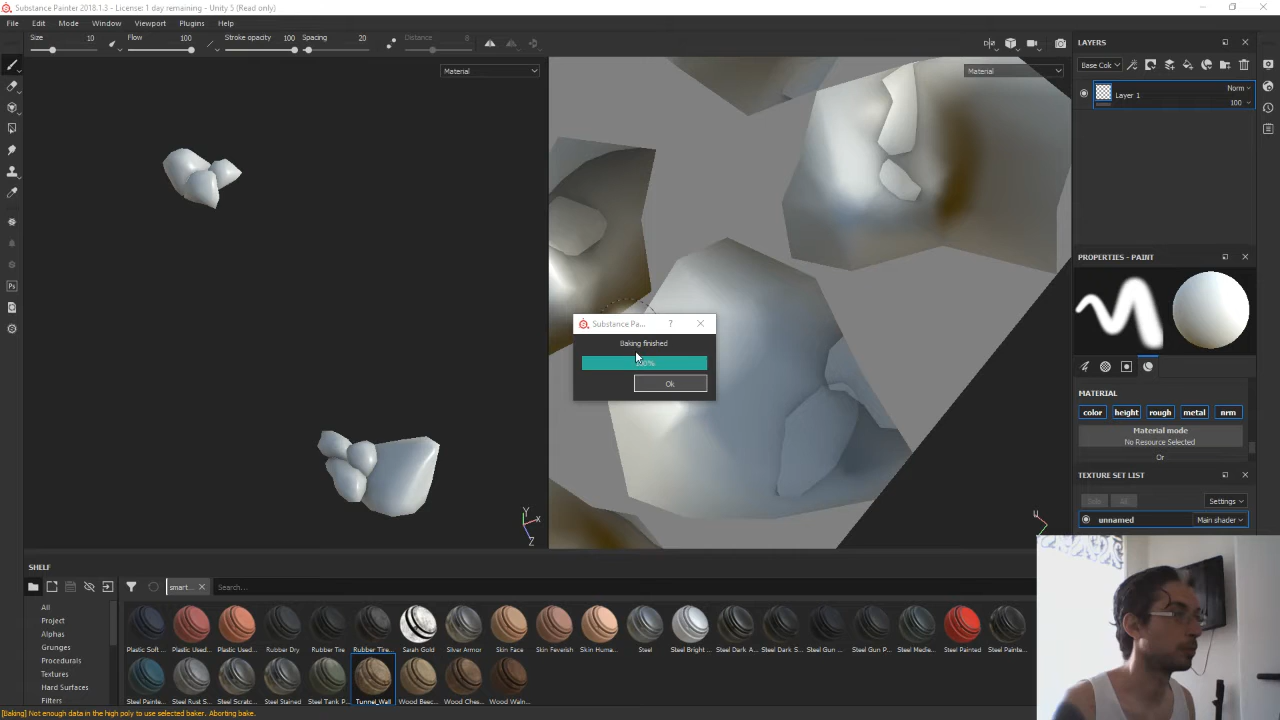 Substance Painter 2018.1.3 - License: 1 day remaining - Unity 5 (Read only)
File Edit Mode Window Viewport Plugins Help
Size 10 Flow 100 Stroke opacity 100 Spacing 20 Distance 8
Material
Material
LAYERS
Base Col
Layer 1 Norm
100
PROPERTIES - PAINT
MATERIAL
color height rough metal nrm
Material mode
No Resource Selected
Or
TEXTURE SET LIST
Solo All Settings
unnamed Main shader
Substance Pa... ?
Baking finished
Ok
Y
X
Z
U
Ps
SHELF
smart... Search...
All
Project
Alphas
Grunges
Procedurals
Textures
Hard Surfaces
Filters
Plastic Soft ... Plastic Used... Plastic Used... Rubber Dry Rubber Tire Rubber Tire... Sarah Gold Silver Armor Skin Face Skin Feverish Skin Huma... Steel Steel Bright ... Steel Dark A... Steel Dark S... Steel Gun ... Steel Gun P... Steel Medie... Steel Painted Steel Painte...
Steel Painte... Steel Rust S... Steel Scratc... Steel Stained Steel Tank P... Tunnel_Wall Wood Beec... Wood Ches... Wood Waln...
[Baking] Not enough data in the high poly to use selected baker. Aborting bake.